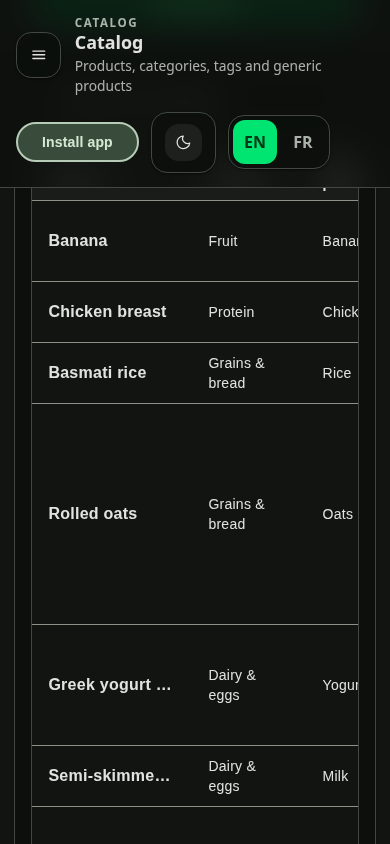 CATALOG
Catalog
Products, categories, tags and generic
products
Install app
EN FR
Banana Fruit
Chicken breast Protein
Basmati rice Grains & bread Rice
Rolled oats Grains & bread Oats
Greek yogurt ... Dairy & eggs
Semi-skimme... Dairy & eggs Milk